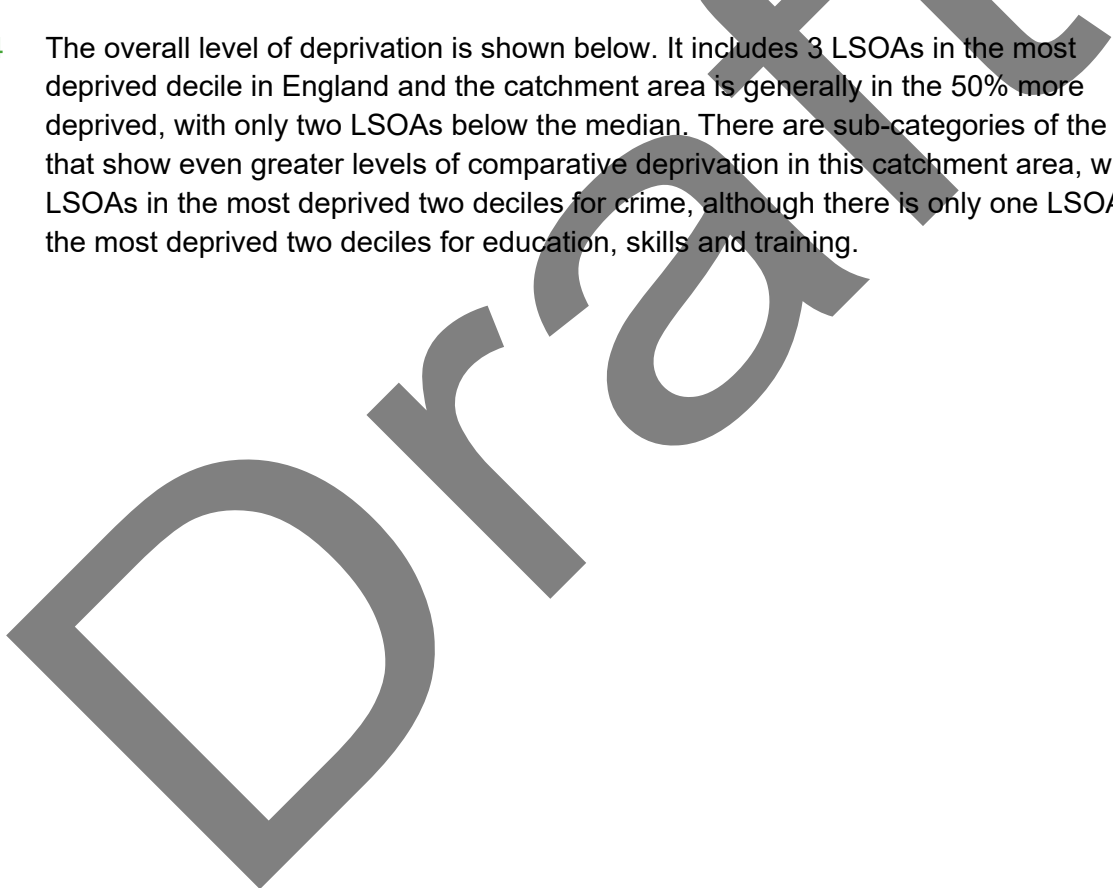 The overall level of deprivation is shown below. It includes 3 LSOAs in the most
deprived decile in England and the catchment area is generally in the 50% more
deprived, with only two LSOAs below the median. There are sub-categories of the
that show even greater levels of comparative deprivation in this catchment area,
LSOAs in the most deprived two deciles for crime, although there is only one
the most deprived two deciles for education, skills and training.
Draft